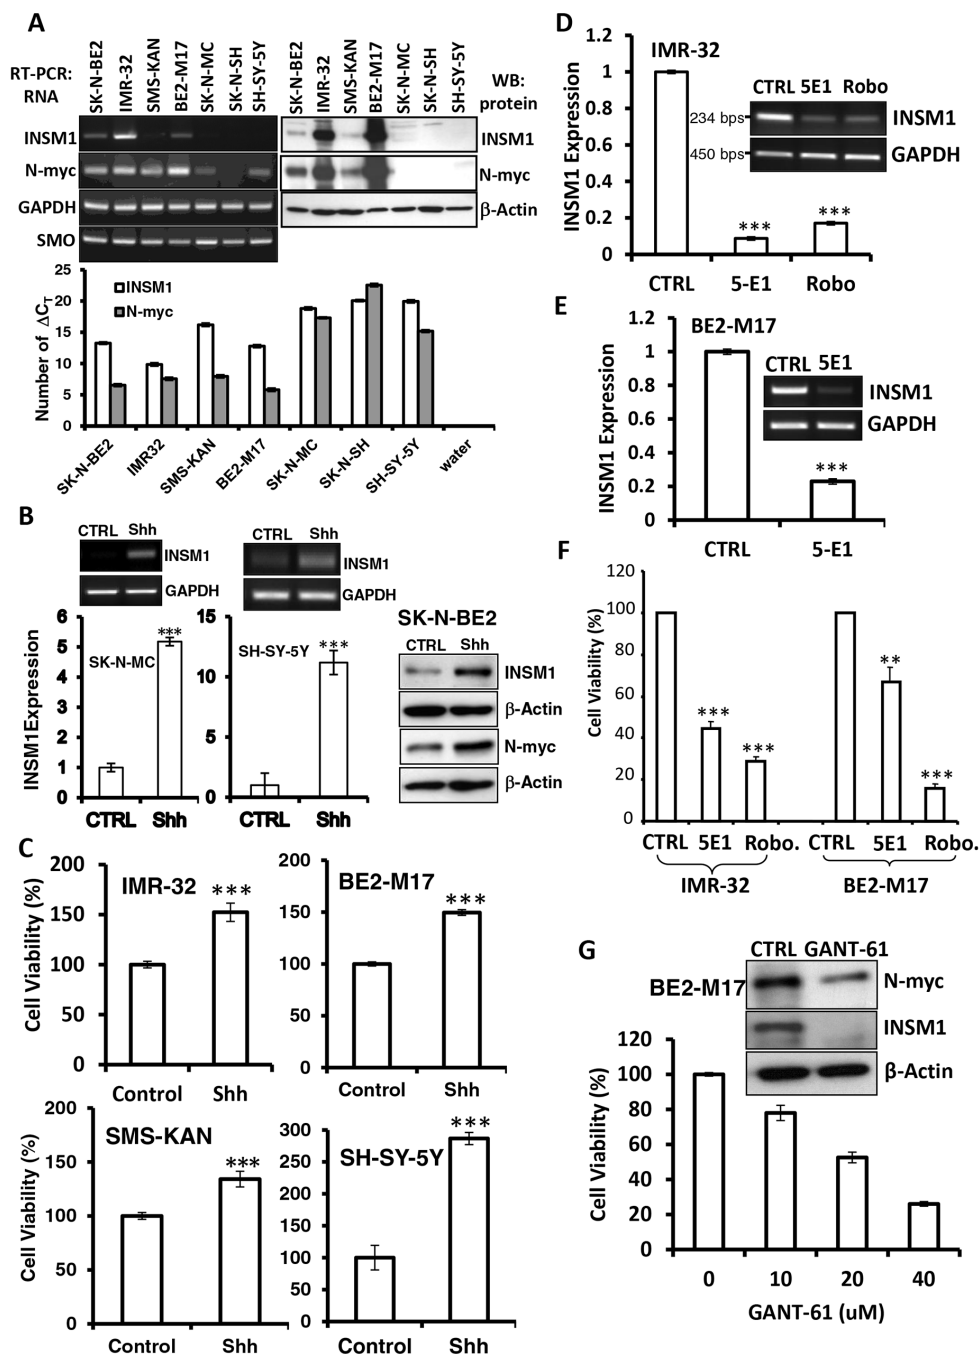 A
SK-N-BE2
IMR-32
SMS-KAN
BE2-M17
SK-N-MC
SK-N-SH
SH-SY-5Y
SK-N-BE2
IMR-32
SMS-KAN
BE2-M17
SK-N-MC
SK-N-SH
SH-SY-5Y
RT-PCR:
RNA
WB:
protein
INSM1
N-myc
GAPDH
SMO
INSM1
N-myc
β-Actin
25
20
15
10
5
0
Number of ΔCT
INSM1
N-myc
SK-N-BE2
IMR32
SMS-KAN
BE2-M17
SK-N-MC
SK-N-SH
SH-SY-5Y
water
B
CTRL Shh
INSM1
GAPDH
CTRL Shh
INSM1
GAPDH
INSM1Expression
6
5
4
3
2
1
0
SK-N-MC
***
CTRL Shh
15
10
5
0
SH-SY-5Y
***
CTRL Shh
SK-N-BE2
CTRL Shh
INSM1
β-Actin
N-myc
β-Actin
C
Cell Viability (%)
200
150
100
50
0
IMR-32
***
Control Shh
200
150
100
50
0
BE2-M17
***
Control Shh
Cell Viability (%)
200
150
100
50
0
SMS-KAN
***
Control Shh
300
250
200
150
100
50
0
SH-SY-5Y
***
Control Shh
D
INSM1 Expression
1.2
1
0.8
0.6
0.4
0.2
0
IMR-32
CTRL 5E1 Robo
234 bps
INSM1
450 bps
GAPDH
***
***
CTRL 5-E1 Robo
E
INSM1 Expression
1.2
1
0.8
0.6
0.4
0.2
0
BE2-M17
CTRL 5E1
INSM1
GAPDH
***
CTRL 5-E1
F
Cell Viability (%)
120
100
80
60
40
20
0
***
***
**
***
CTRL 5E1 Robo. CTRL 5E1 Robo.
IMR-32 BE2-M17
G
BE2-M17
CTRL GANT-61
N-myc
INSM1
β-Actin
Cell Viability (%)
120
100
80
60
40
20
0
0 10 20 40
GANT-61 (uM)